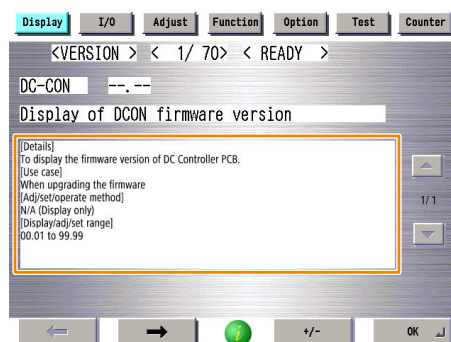 Display I/O Adjust Function Option Test Counter
<VERSION > < 1/ 70> < READY >
DC-CON --.--
Display of DCON firmware version
[Details]
To display the firmware version of DC Controller PCB.
[Use case]
When upgrading the firmware
[Adj/set/operate method]
N/A (Display only)
[Display/adj/set range]
00.01 to 99.99
1/ 1
+/- OK